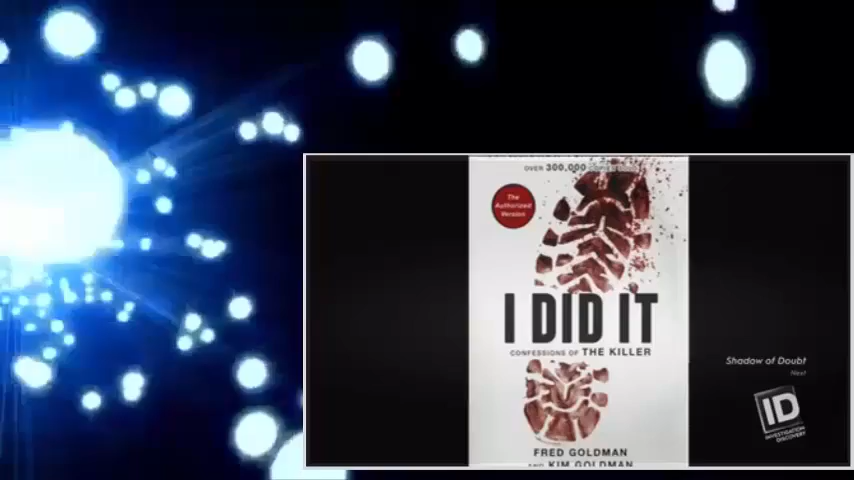 OVER 300,000
The
Authorized
Version
I DID IT
CONFESSIONS OF THE KILLER
Shadow of Doubt
Next
ID
INVESTIGATION
DISCOVERY
FRED GOLDMAN
AND KIM GOLDMAN